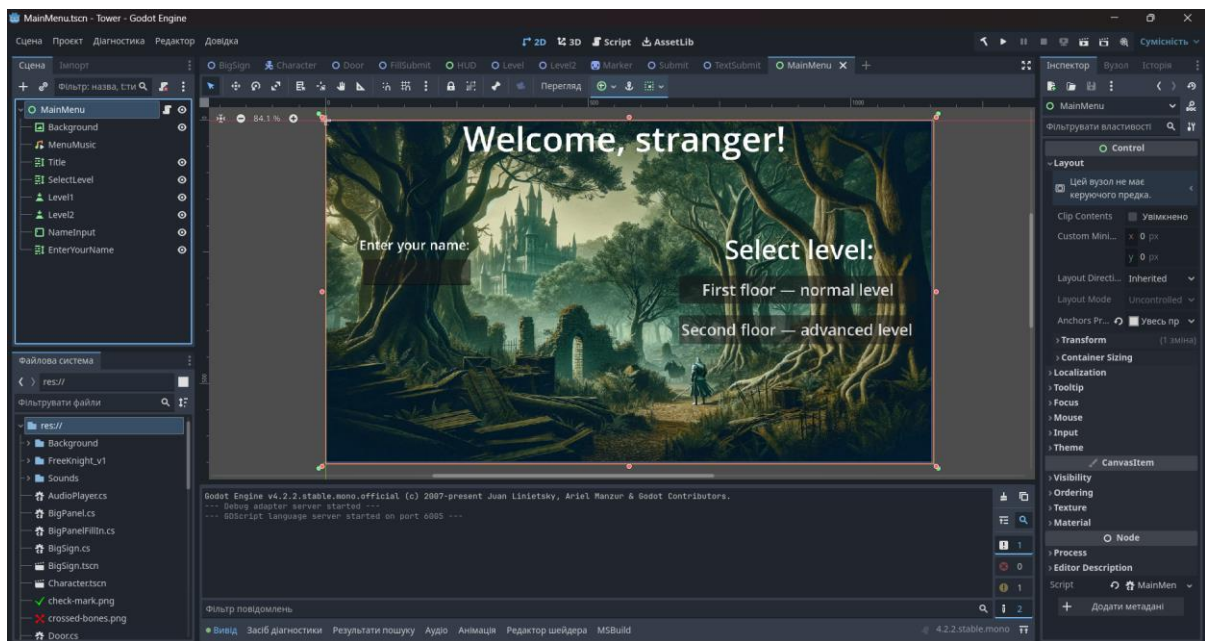 MainMenu.tscn - Tower - Godot Engine
Сцена Проєкт Діагностика Редактор Довідка
2D 3D Script AssetLib
Сумісність
Сцена Імпорт
BigSign Character Door FillSubmit HUD Level Level2 Marker Submit TextSubmit MainMenu
Інспектор Вузол Історія
Фільтр: назва, t:ти
Перегляд
MainMenu
Background
MenuMusic
Title
SelectLevel
Level1
Level2
NameInput
EnterYourName
84.1 %
0
500
1000
Welcome, stranger!
Enter your name:
Select level:
First floor — normal level
Second floor — advanced level
MainMenu
Фільтрувати властивості
Control
Layout
Цей вузол не має
керуючого предка.
Clip Contents Увімкнено
Custom Mini... x 0 px
y 0 px
Layout Directi... Inherited
Layout Mode Uncontrolled
Anchors Pr... Увесь пр
Transform (1 зміна)
Container Sizing
Localization
Tooltip
Focus
Mouse
Input
Theme
CanvasItem
Visibility
Ordering
Texture
Material
Node
Process
Editor Description
Script MainMen
Додати метадані
Файлова система
res://
Фільтрувати файли
res://
Background
FreeKnight_v1
Sounds
AudioPlayer.cs
BigPanel.cs
BigPanelFillIn.cs
BigSign.cs
BigSign.tscn
Character.tscn
check-mark.png
crossed-bones.png
Door.cs
Godot Engine v4.2.2.stable.mono.official (c) 2007-present Juan Linietsky, Ariel Manzur & Godot Contributors.
--- Debug adapter server started ---
--- GDScript language server started on port 6005 ---
1
0
1
2
Фільтр повідомлень
Вивід Засіб діагностики Результати пошуку Аудіо Анімація Редактор шейдера MSBuild
4.2.2.stable.mono